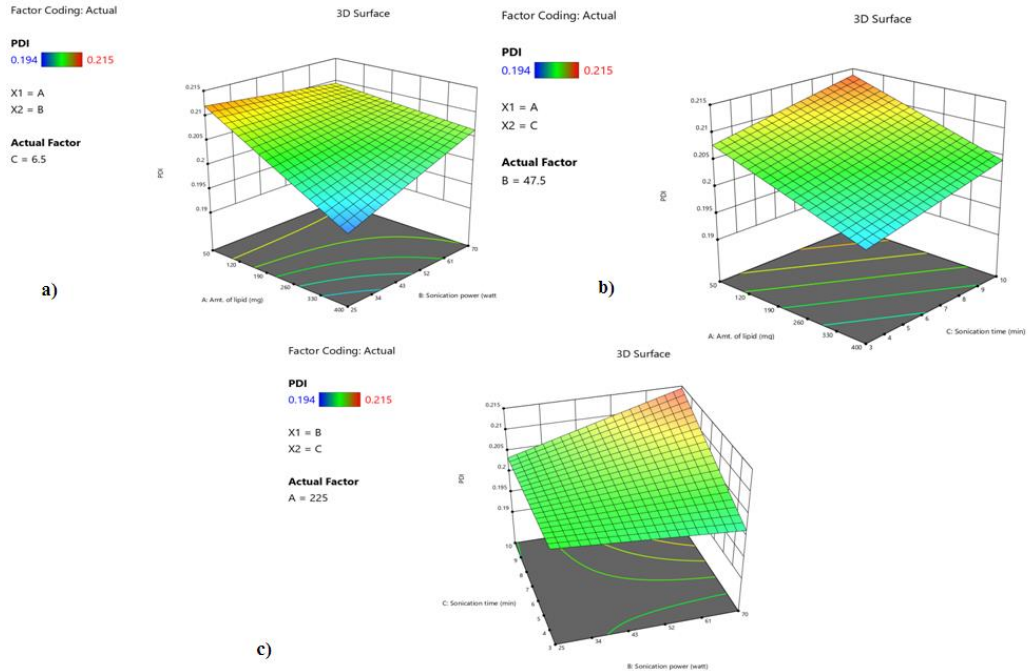 Factor Coding: Actual
3D Surface
PDI
0.194 0.215
X1 = A
X2 = B
Actual Factor
C = 6.5
0.215
0.21
0.205
0.2
0.195
0.19
PDI
50
120
190
260
330
400
25
34
43
52
61
70
A: Amt. of lipid (mg)
B: Sonication power (watt
a)
Factor Coding: Actual
3D Surface
PDI
0.194 0.215
X1 = A
X2 = C
Actual Factor
B = 47.5
0.215
0.21
0.205
0.2
0.195
0.19
PDI
50
120
190
260
330
400
3
4
5
6
7
8
9
10
A: Amt. of lipid (mg)
C: Sonication time (min)
b)
Factor Coding: Actual
3D Surface
PDI
0.194 0.215
X1 = B
X2 = C
Actual Factor
A = 225
0.215
0.21
0.205
0.2
0.195
0.19
PDI
10
9
8
7
6
5
4
3
25
34
43
52
61
70
C: Sonication time (min)
B: Sonication power (watt)
c)